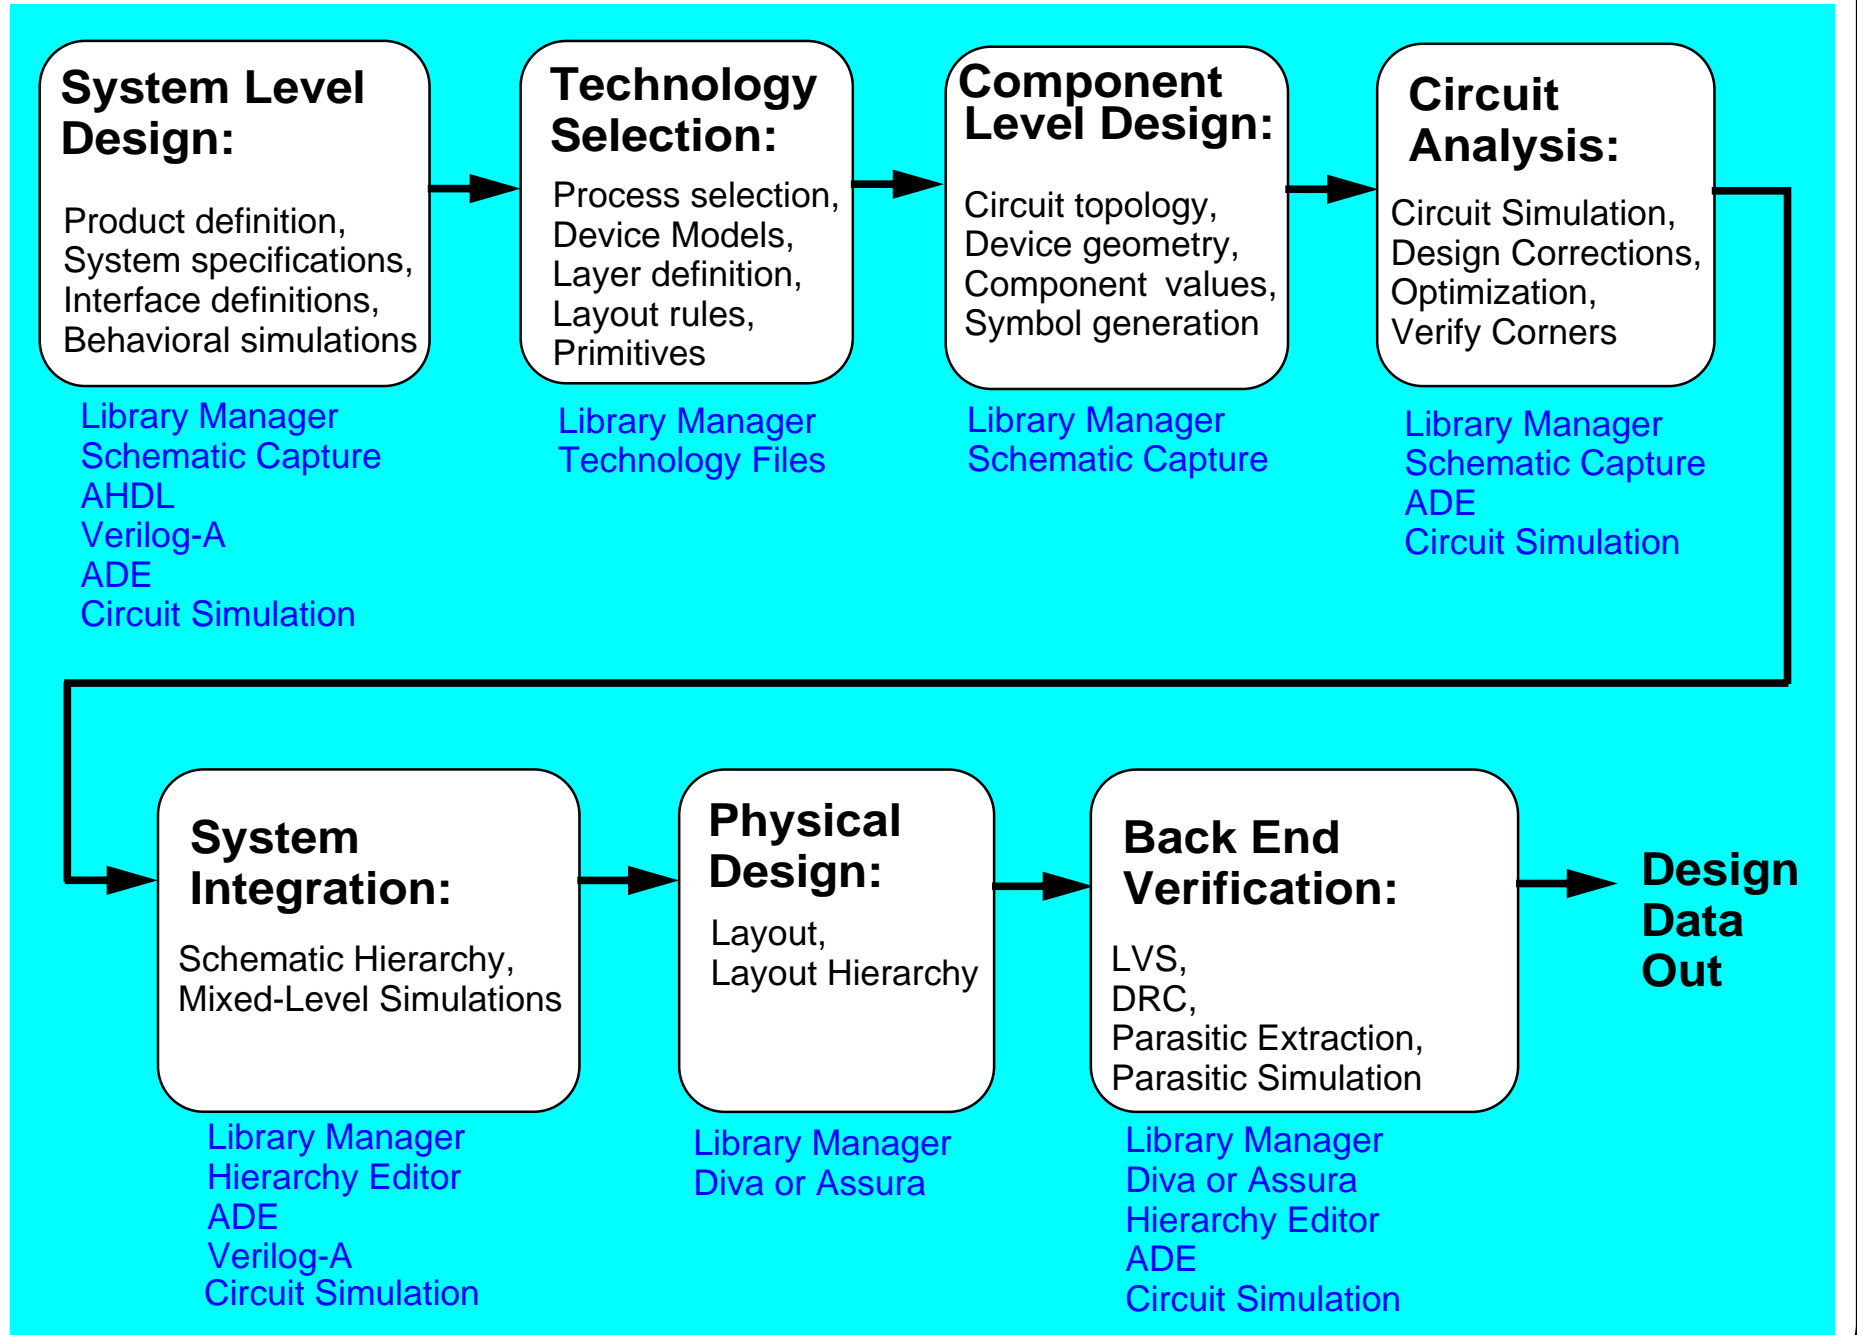 System Level
Design:
Product definition,
System specifications,
Interface definitions,
Behavioral simulations
Library Manager
Schematic Capture
AHDL
Verilog-A
ADE
Circuit Simulation
Technology
Selection:
Process selection,
Device Models,
Layer definition,
Layout rules,
Primitives
Library Manager
Technology Files
Component
Level Design:
Circuit topology,
Device geometry,
Component values,
Symbol generation
Library Manager
Schematic Capture
Circuit
Analysis:
Circuit Simulation,
Design Corrections,
Optimization,
Verify Corners
Library Manager
Schematic Capture
ADE
Circuit Simulation
System
Integration:
Schematic Hierarchy,
Mixed-Level Simulations
Library Manager
Hierarchy Editor
ADE
Verilog-A
Circuit Simulation
Physical
Design:
Layout,
Layout Hierarchy
Library Manager
Diva or Assura
Back End
Verification:
LVS,
DRC,
Parasitic Extraction,
Parasitic Simulation
Library Manager
Diva or Assura
Hierarchy Editor
ADE
Circuit Simulation
Design
Data
Out